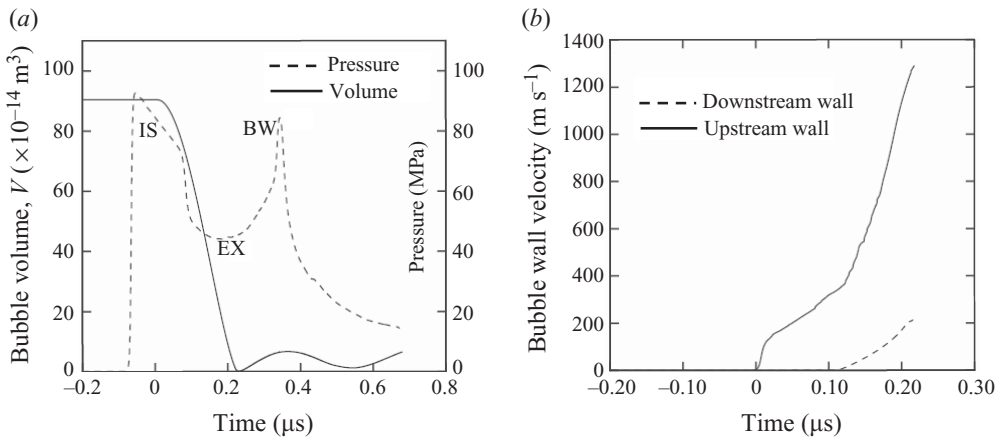 (a)
100
80
60
40
20
0
Bubble volume, V (× 10⁻¹⁴ m³)
Pressure
Volume
IS
BW
EX
100
80
60
40
20
0
Pressure (MPa)
–0.2 0 0.2 0.4 0.6 0.8
Time (μs)
(b)
1400
1200
1000
800
600
400
200
0
Bubble wall velocity (m s⁻¹)
Downstream wall
Upstream wall
–0.20 –0.10 0.00 0.10 0.20 0.30
Time (μs)